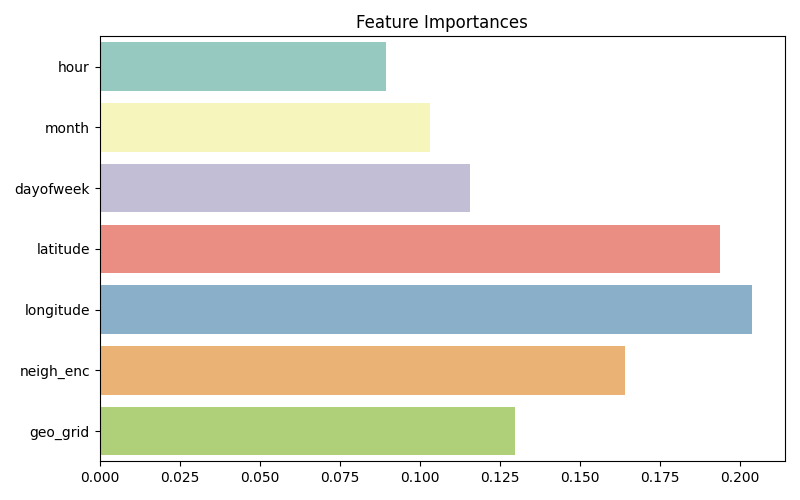 Feature Importances
hour
month
dayofweek
latitude
longitude
neigh_enc
geo_grid
0.000 0.025 0.050 0.075 0.100 0.125 0.150 0.175 0.200